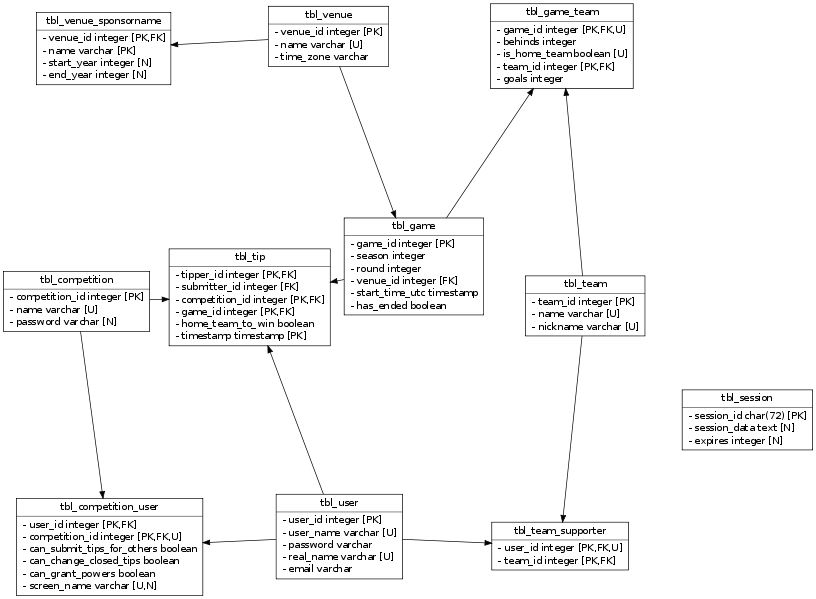 tbl_venue_sponsorname
- venue_id integer [PK,FK]
- name varchar [PK]
- start_year integer [N]
- end_year integer [N]
tbl_venue
- venue_id integer [PK]
- name varchar [U]
- time_zone varchar
tbl_game_team
- game_id integer [PK,FK,U]
- behinds integer
- is_home_team boolean [U]
- team_id integer [PK,FK]
- goals integer
tbl_game
- game_id integer [PK]
- season integer
- round integer
- venue_id integer [FK]
- start_time_utc timestamp
- has_ended boolean
tbl_tip
- tipper_id integer [PK,FK]
- submitter_id integer [FK]
- competition_id integer [PK,FK]
- game_id integer [PK,FK]
- home_team_to_win boolean
- timestamp timestamp [PK]
tbl_competition
- competition_id integer [PK]
- name varchar [U]
- password varchar [N]
tbl_team
- team_id integer [PK]
- name varchar [U]
- nickname varchar [U]
tbl_session
- session_id char(72) [PK]
- session_data text [N]
- expires integer [N]
tbl_competition_user
- user_id integer [PK,FK]
- competition_id integer [PK,FK,U]
- can_submit_tips_for_others boolean
- can_change_closed_tips boolean
- can_grant_powers boolean
- screen_name varchar [U,N]
tbl_user
- user_id integer [PK]
- user_name varchar [U]
- password varchar
- real_name varchar [U]
- email varchar
tbl_team_supporter
- user_id integer [PK,FK,U]
- team_id integer [PK,FK]